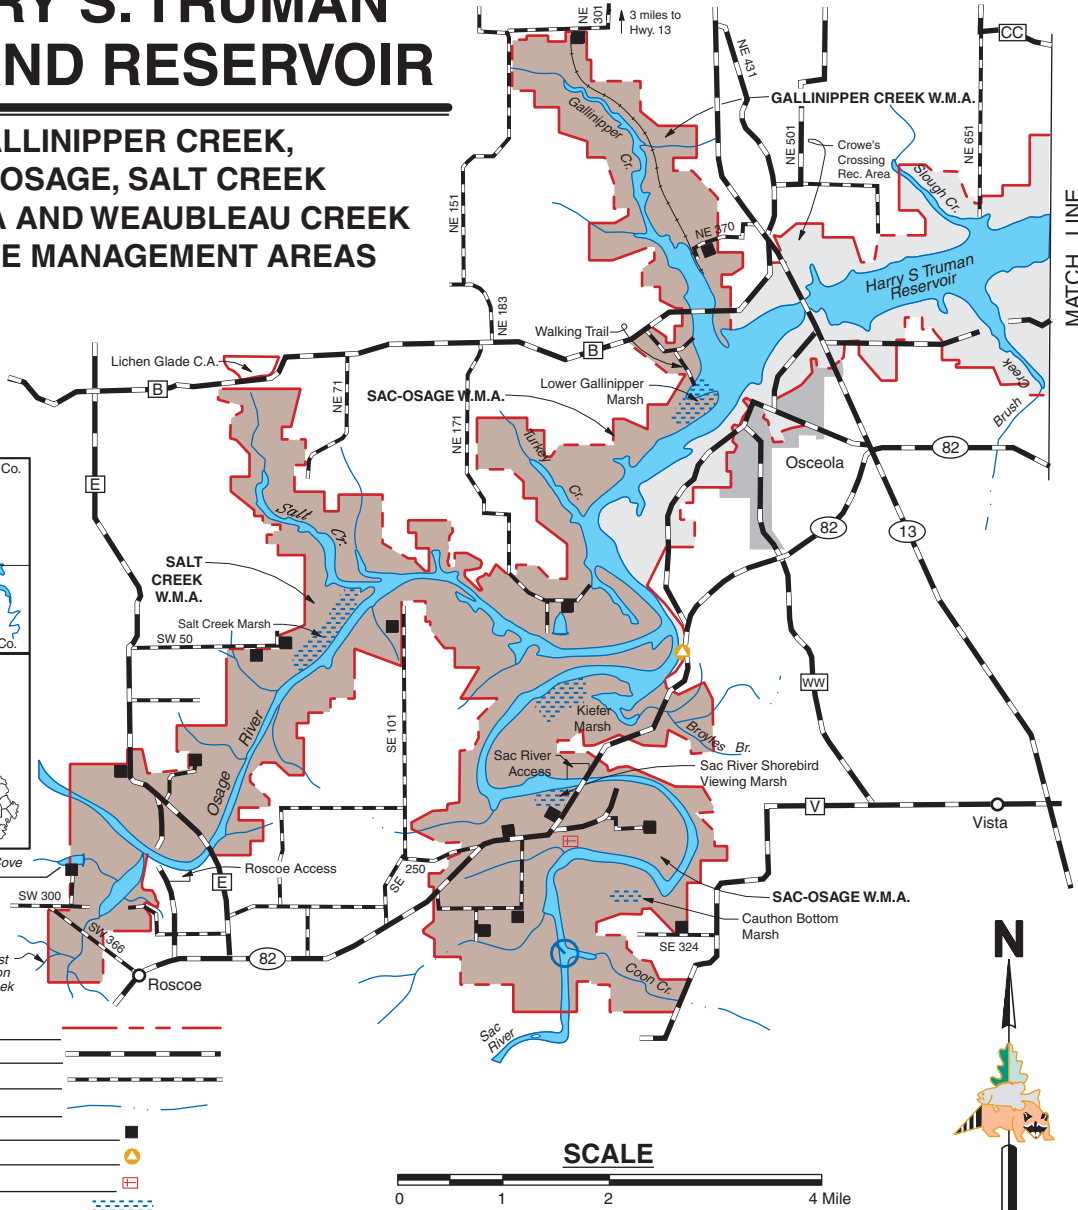 RY S. TRUMAN
ND RESERVOIR
ALLINIPPER CREEK,
OSAGE, SALT CREEK
A AND WEAUBLEAU CREEK
E MANAGEMENT AREAS
NE 301
3 miles to
Hwy. 13
NE 431
CC
GALLINIPPER CREEK W.M.A.
Gallinipper
Cr.
NE 501
Crowe's
Crossing
Rec. Area
NE 651
Slough Cr.
MATCH LINE
NE 151
NE 370
Harry S Truman
Reservoir
NE 183
Walking Trail
B
Lichen Glade C.A.
B
NE 71
SAC-OSAGE W.M.A.
Lower Gallinipper
Marsh
Creek
Brush
NE 171
Turkey
Cr.
Osceola
82
Co.
E
Salt
Cr.
82
13
SALT
CREEK
W.M.A.
Salt Creek Marsh
SW 50
Co.
WW
Kiefer
Marsh
Broyles Br.
River
Osage
SE 101
Sac River
Access
Sac River Shorebird
Viewing Marsh
V
Vista
Cove
Roscoe Access
SE 250
E
SW 300
SAC-OSAGE W.M.A.
Cauthon Bottom
Marsh
SW 366
SE 324
N
st
on
ek
82
Roscoe
Coon Cr.
Sac
River
SCALE
0 1 2 4 Mile